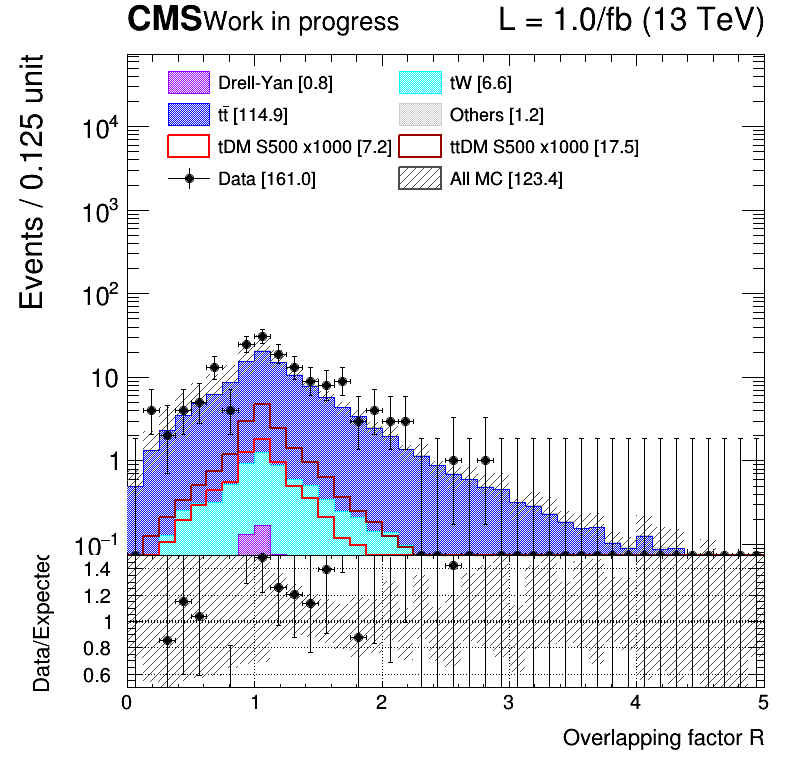 CMS Work in progress L = 1.0/fb (13 TeV)
Drell-Yan [0.8] tW [6.6]
tt̄ [114.9] Others [1.2]
tDM S500 x1000 [7.2] ttDM S500 x1000 [17.5]
Data [161.0] All MC [123.4]
Events / 0.125 unit
10⁴
10³
10²
10
1
10⁻¹
Data/Expected
1.4
1.2
1
0.8
0.6
0 1 2 3 4 5
Overlapping factor R